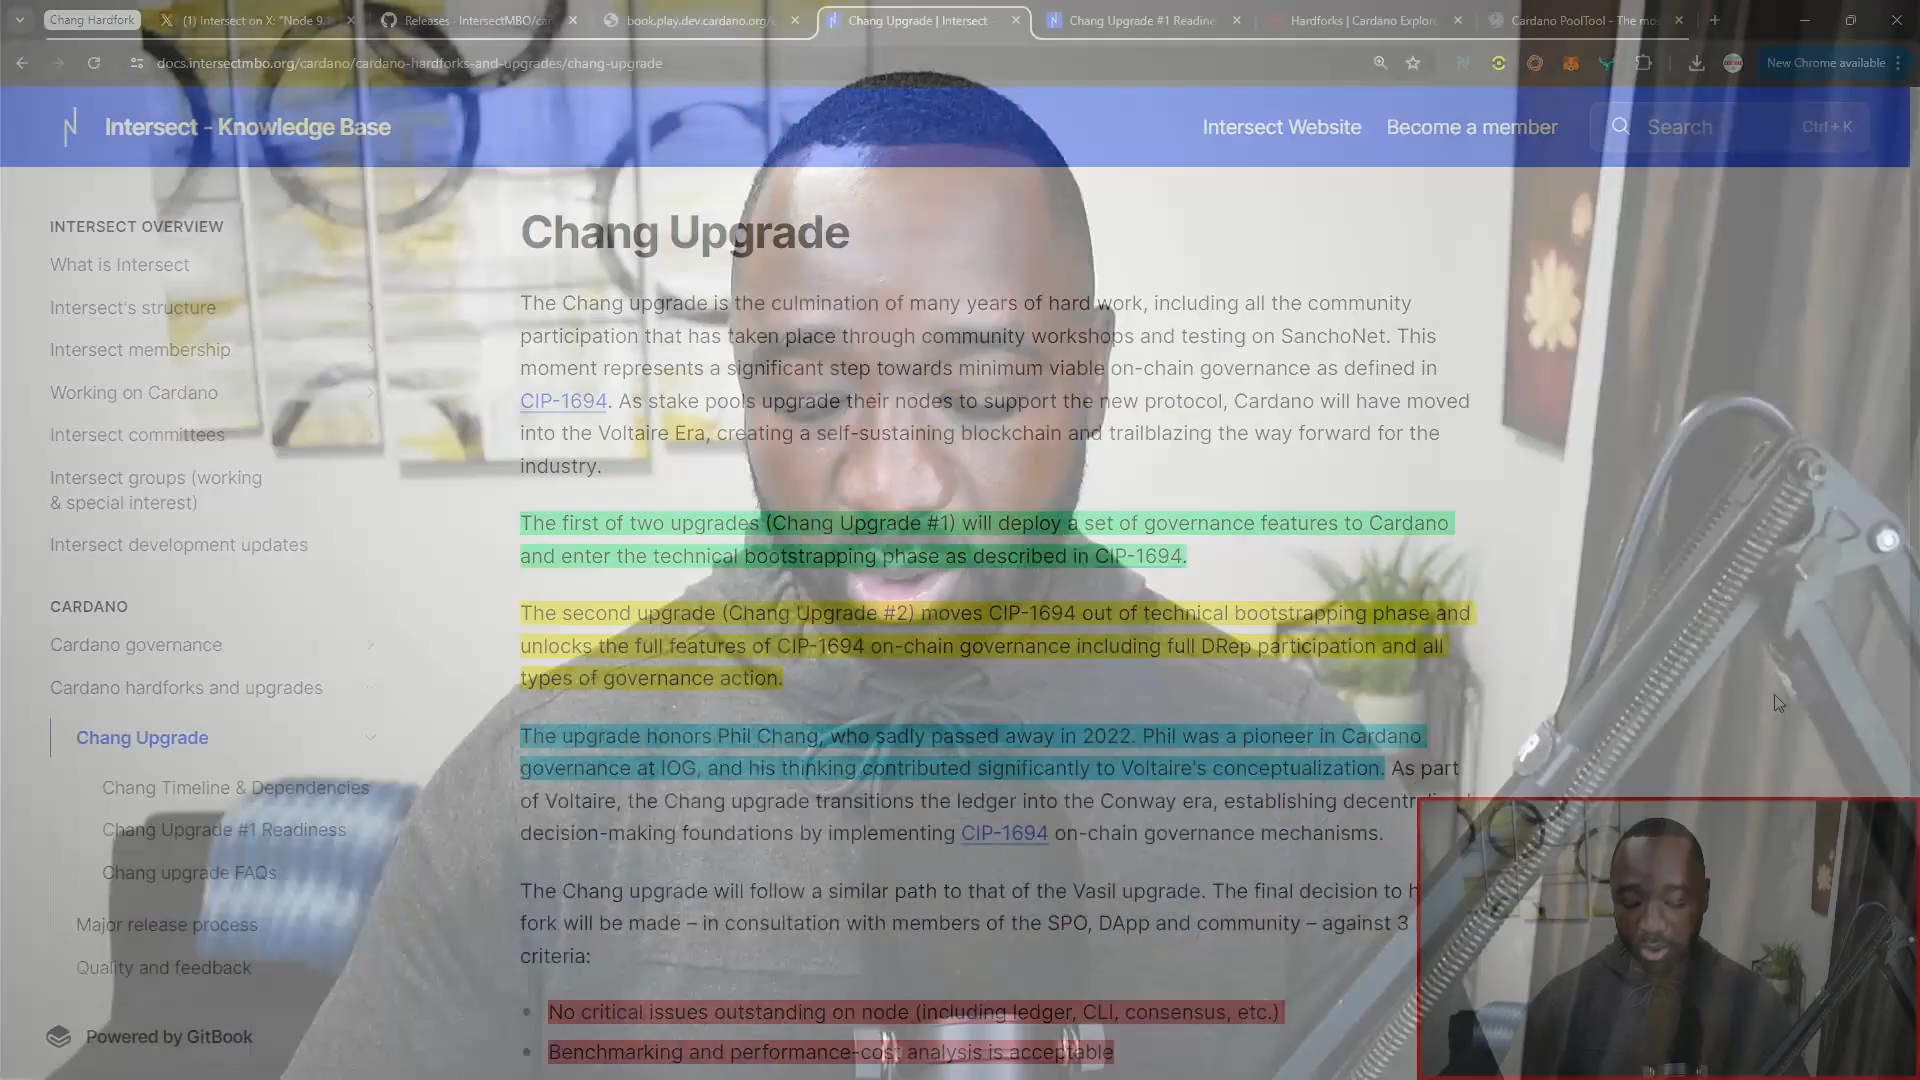 Chang Hardfork
(1) Intersect on X: "Node 9.
Releases · IntersectMBO/car
book.play.dev.cardano.org/
Chang Upgrade | Intersect
Chang Upgrade #1 Readine
Hardforks | Cardano Explor
Cardano PoolTool - The mos
docs.intersectmbo.org/cardano/cardano-hardforks-and-upgrades/chang-upgrade
New Chrome available
Intersect - Knowledge Base
Intersect Website
Become a member
Search
Ctrl + K
INTERSECT OVERVIEW
What is Intersect
Intersect's structure
Intersect membership
Working on Cardano
Intersect committees
Intersect groups (working
& special interest)
Intersect development updates
CARDANO
Cardano governance
Cardano hardforks and upgrades
Chang Upgrade
Chang Timeline & Dependencies
Chang Upgrade #1 Readiness
Chang upgrade FAQs
Major release process
Quality and feedback
Powered by GitBook
Chang Upgrade
The Chang upgrade is the culmination of many years of hard work, including all the community
participation that has taken place through community workshops and testing on SanchoNet. This
moment represents a significant step towards minimum viable on-chain governance as defined in
CIP-1694. As stake pools upgrade their nodes to support the new protocol, Cardano will have moved
into the Voltaire Era, creating a self-sustaining blockchain and trailblazing the way forward for the
industry.
The first of two upgrades (Chang Upgrade #1) will deploy a set of governance features to Cardano
and enter the technical bootstrapping phase as described in CIP-1694.
The second upgrade (Chang Upgrade #2) moves CIP-1694 out of technical bootstrapping phase and
unlocks the full features of CIP-1694 on-chain governance including full DRep participation and all
types of governance action.
The upgrade honors Phil Chang, who sadly passed away in 2022. Phil was a pioneer in Cardano
governance at IOG, and his thinking contributed significantly to Voltaire's conceptualization. As part
of Voltaire, the Chang upgrade transitions the ledger into the Conway era, establishing
decision-making foundations by implementing CIP-1694 on-chain governance mechanisms.
The Chang upgrade will follow a similar path to that of the Vasil upgrade. The final decision to h
fork will be made – in consultation with members of the SPO, DApp and community – against 3
criteria:
No critical issues outstanding on node (including ledger, CLI, consensus, etc.)
Benchmarking and performance-cost analysis is acceptable